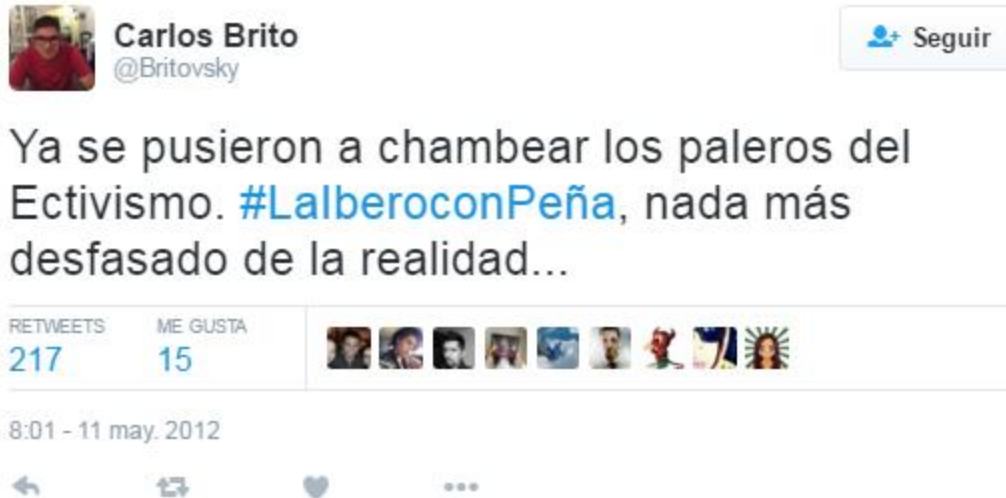 Carlos Brito
@Britovsky
Seguir
Ya se pusieron a chambear los paleros del
Ectivismo. #LaIberoconPeña, nada más
desfasado de la realidad...
RETWEETS ME GUSTA
217 15
8:01 - 11 may. 2012